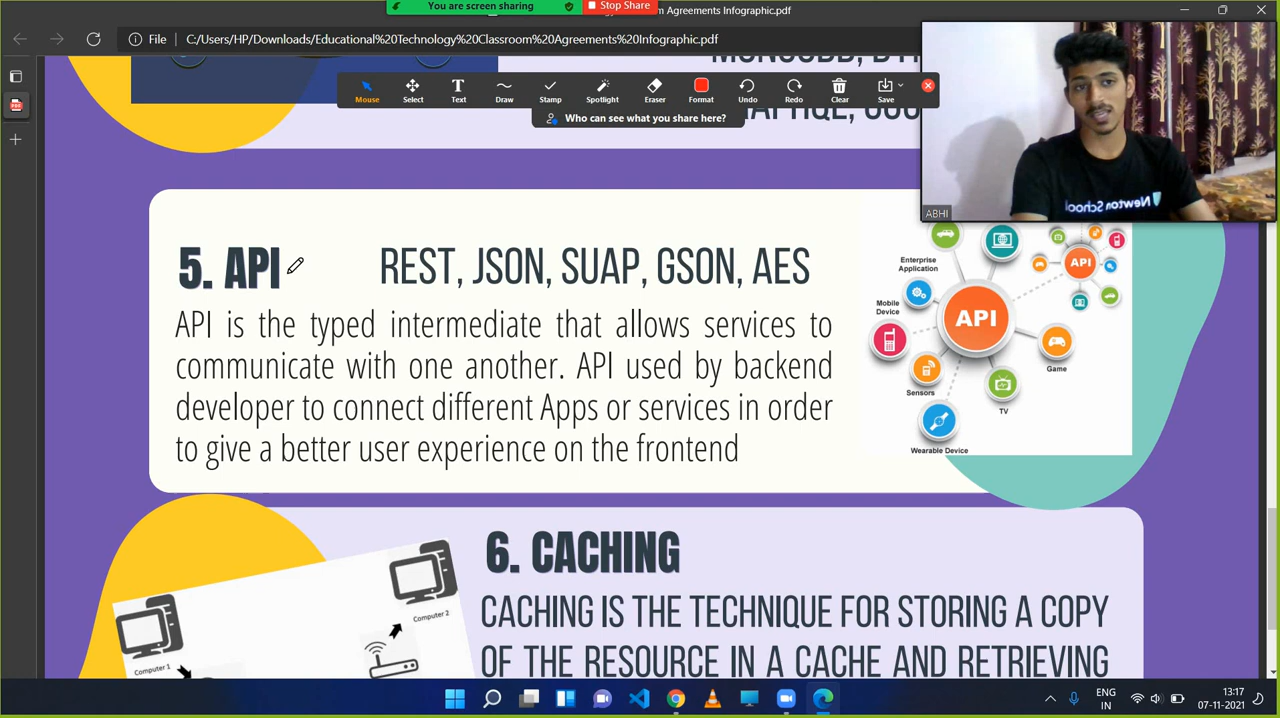 You are screen sharing
Stop Share
m Agreements Infographic.pdf
File
C:/Users/HP/Downloads/Educational%20Technology%20Classroom%20Agreements%20Infographic.pdf
Mouse
Select
Text
Draw
Stamp
Spotlight
Eraser
Format
Undo
Redo
Clear
Save
Who can see what you share here?
Newton School
ABHI
5. API
REST, JSON, SUAP, GSON, AES
API is the typed intermediate that allows services to
communicate with one another. API used by backend
developer to connect different Apps or services in order
to give a better user experience on the frontend
Enterprise
Application
Mobile
Device
API
API
Game
Sensors
TV
Wearable Device
6. CACHING
CACHING IS THE TECHNIQUE FOR STORING A COPY
OF THE RESOURCE IN A CACHE AND RETRIEVING
Computer 1
Computer 2
ENG
IN
13:17
07-11-2021